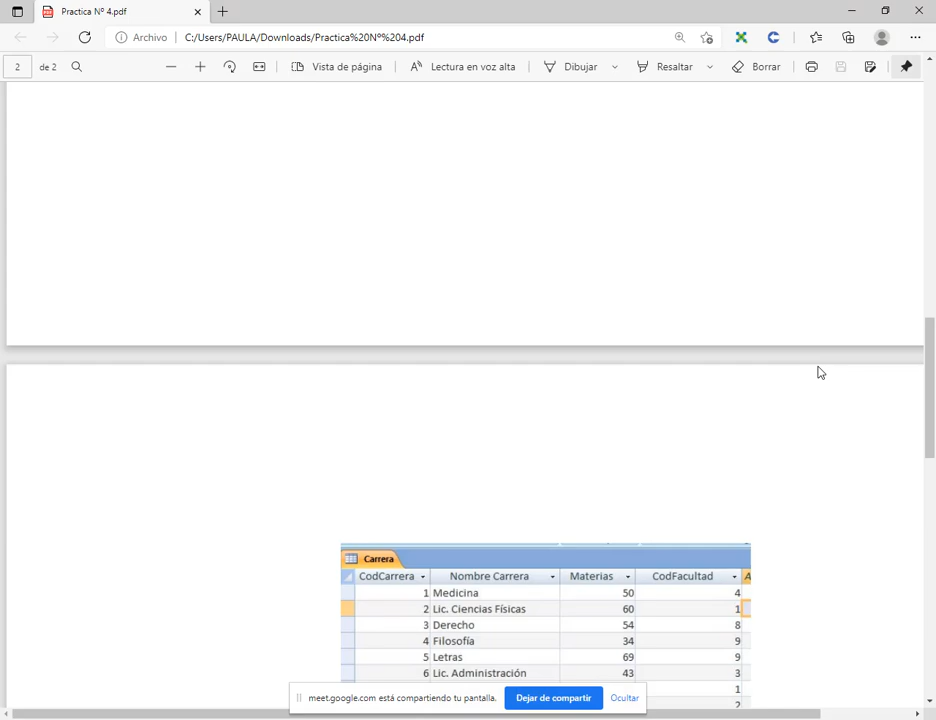 Practica Nº 4.pdf
Archivo C:/Users/PAULA/Downloads/Practica%20Nº%204.pdf
2 de 2 Vista de página Lectura en voz alta Dibujar Resaltar Borrar
Carrera
CodCarrera Nombre Carrera Materias CodFacultad A
1 Medicina 50 4
2 Lic. Ciencias Físicas 60 1
3 Derecho 54 8
4 Filosofía 34 9
5 Letras 69 9
6 Lic. Administración 43 3
1
2
meet.google.com está compartiendo tu pantalla. Dejar de compartir Ocultar